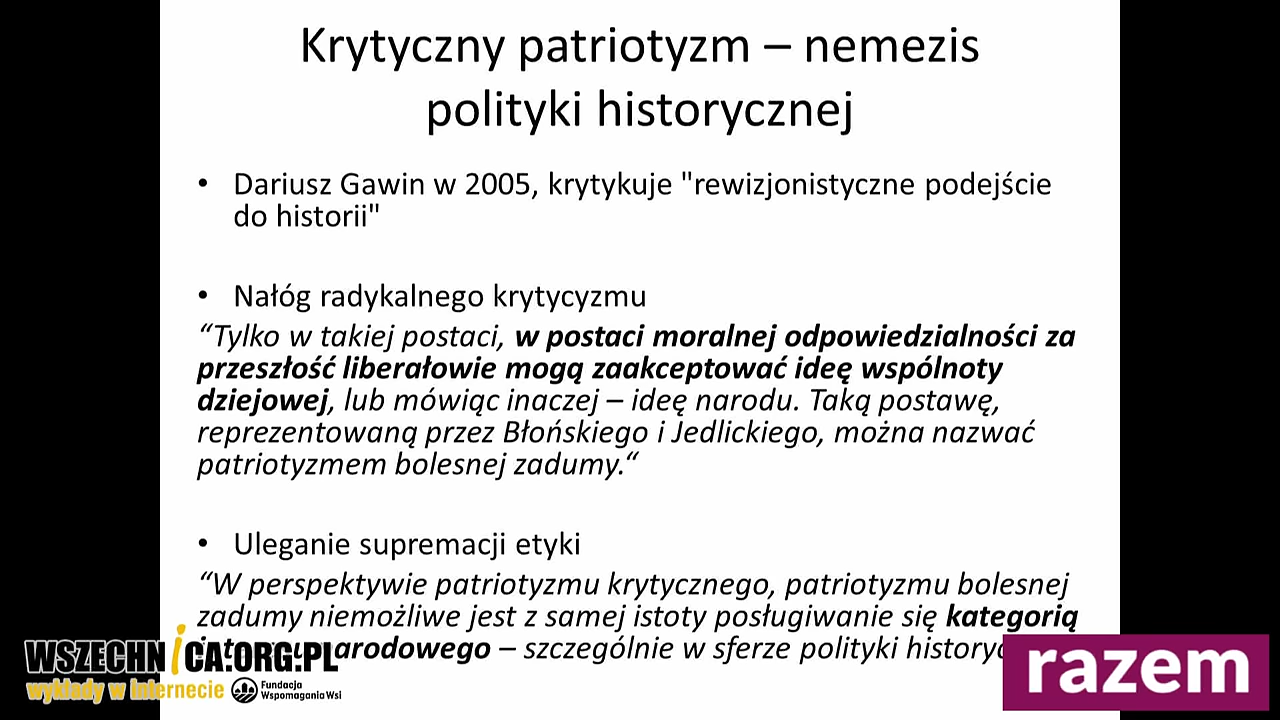 Krytyczny patriotyzm – nemezis
polityki historycznej
• Dariusz Gawin w 2005, krytykuje "rewizjonistyczne podejście
do historii"
• Nałóg radykalnego krytycyzmu
“Tylko w takiej postaci, w postaci moralnej odpowiedzialności za
przeszłość liberałowie mogą zaakceptować ideę wspólnoty
dziejowej, lub mówiąc inaczej – ideę narodu. Taką postawę,
reprezentowaną przez Błońskiego i Jedlickiego, można nazwać
patriotyzmem bolesnej zadumy.“
• Uleganie supremacji etyki
“W perspektywie patriotyzmu krytycznego, patriotyzmu bolesnej
zadumy niemożliwe jest z samej istoty posługiwanie się kategorią
narodowego – szczególnie w sferze polityki
WSZECHNICA.ORG.PL
wykłady w internecie
Fundacja
Wspomagania Wsi
razem